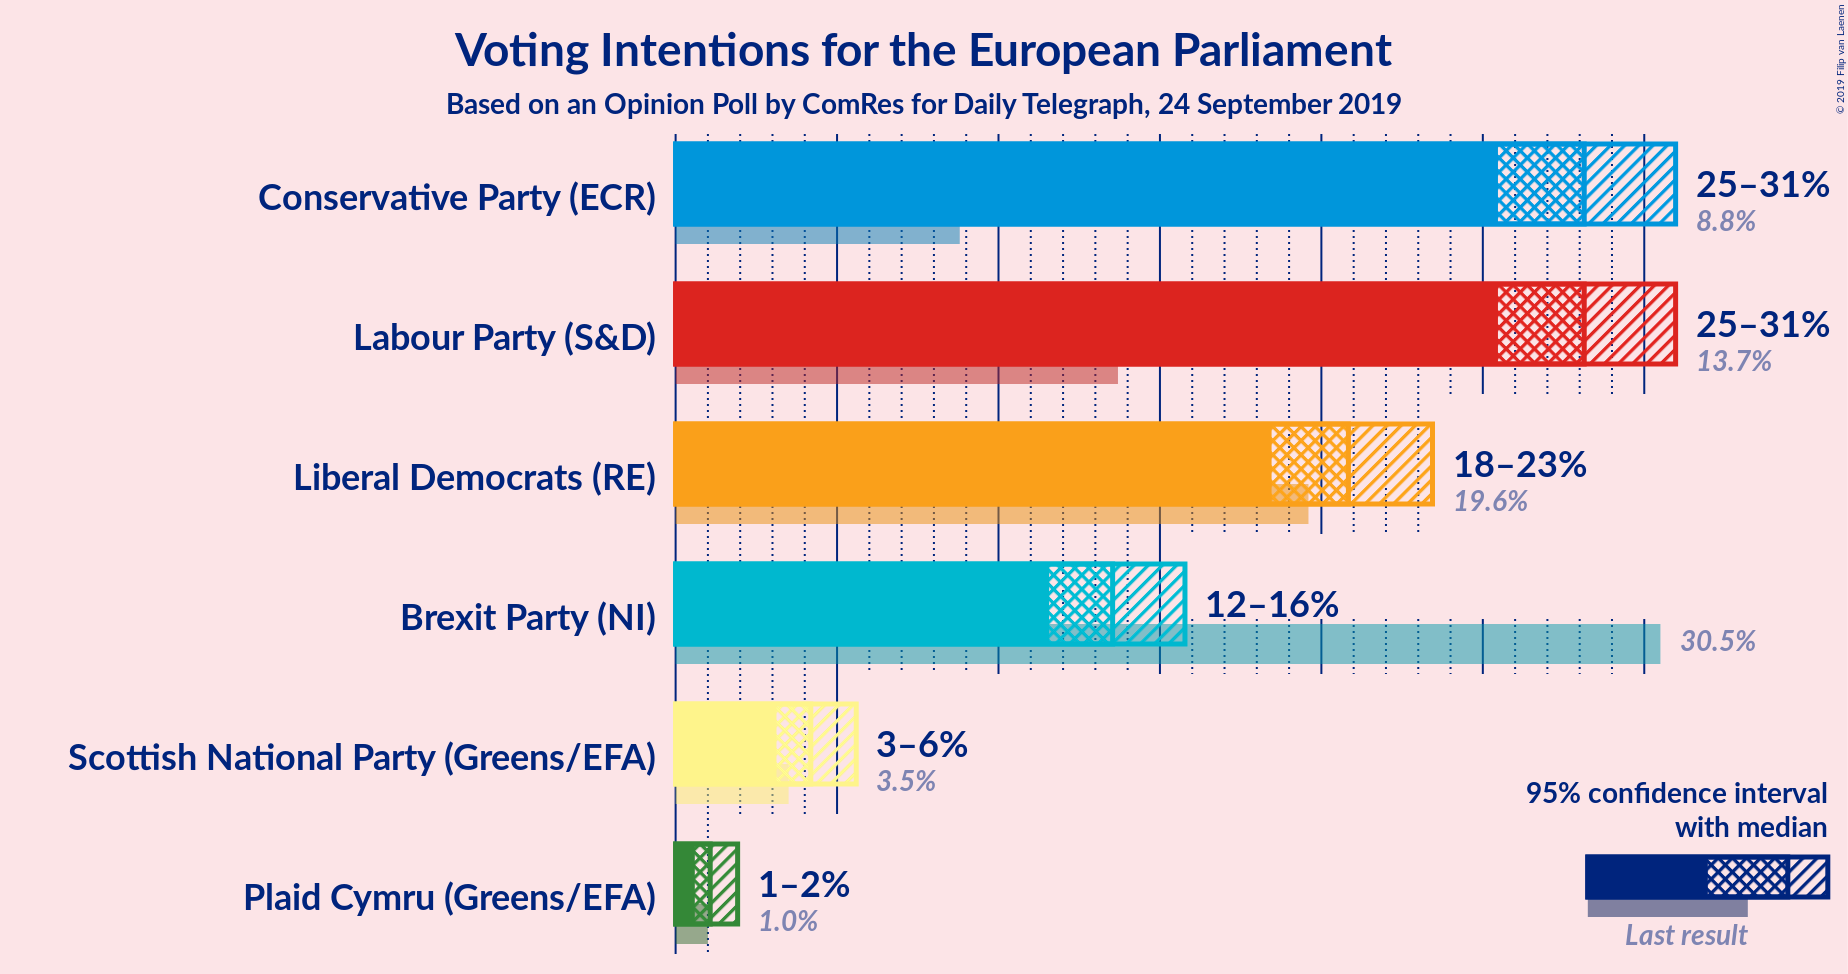 Voting Intentions for the European Parliament
Based on an Opinion Poll by ComRes for Daily Telegraph, 24 September 2019
© 2019 Filip van Laenen
Conservative Party (ECR)
25–31%
8.8%
Labour Party (S&D)
25–31%
13.7%
Liberal Democrats (RE)
18–23%
19.6%
Brexit Party (NI)
12–16%
30.5%
Scottish National Party (Greens/EFA)
3–6%
3.5%
Plaid Cymru (Greens/EFA)
1–2%
1.0%
95% confidence interval
with median
Last result